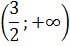 (3/2 ; +∞)